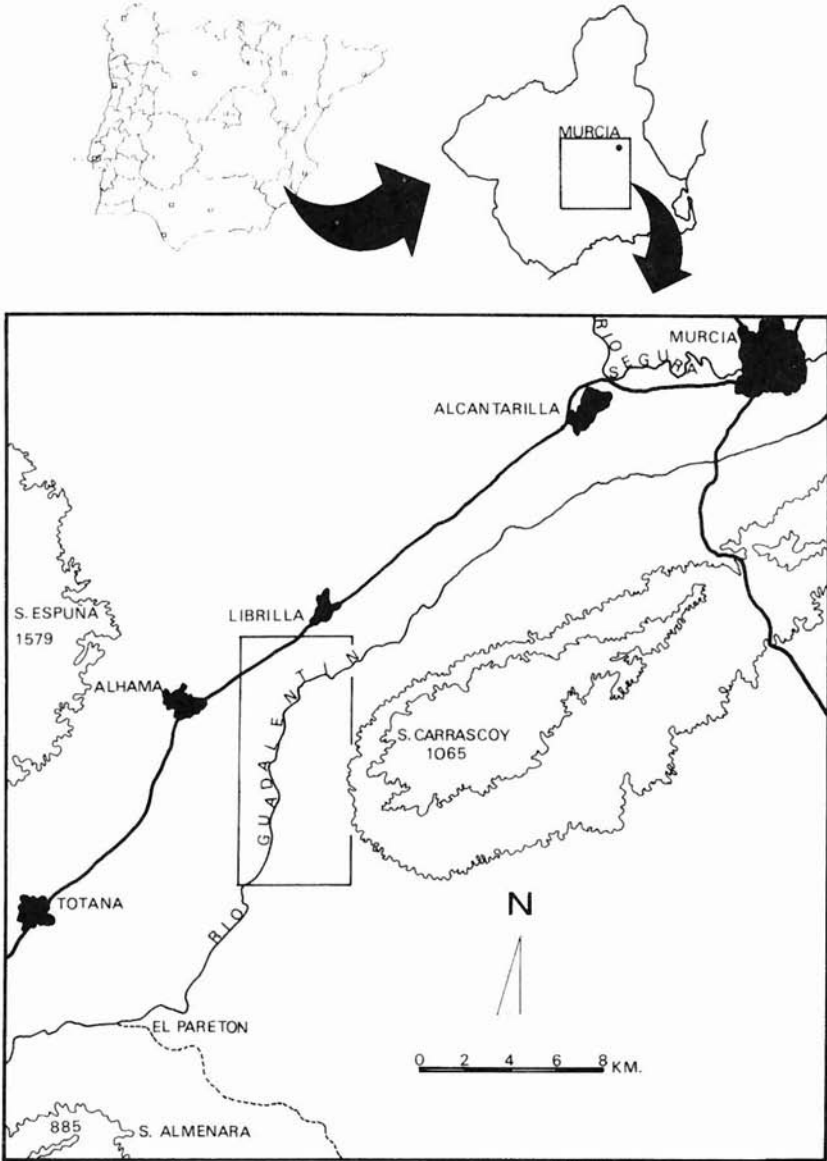 MURCIA
RIO SEGURA
MURCIA
ALCANTARILLA
S. ESPUÑA
1579
LIBRILLA
ALHAMA
RIO GUADALENTIN
S. CARRASCOY
1065
TOTANA
N
EL PARETON
0 2 4 6 8 KM.
885
S. ALMENARA